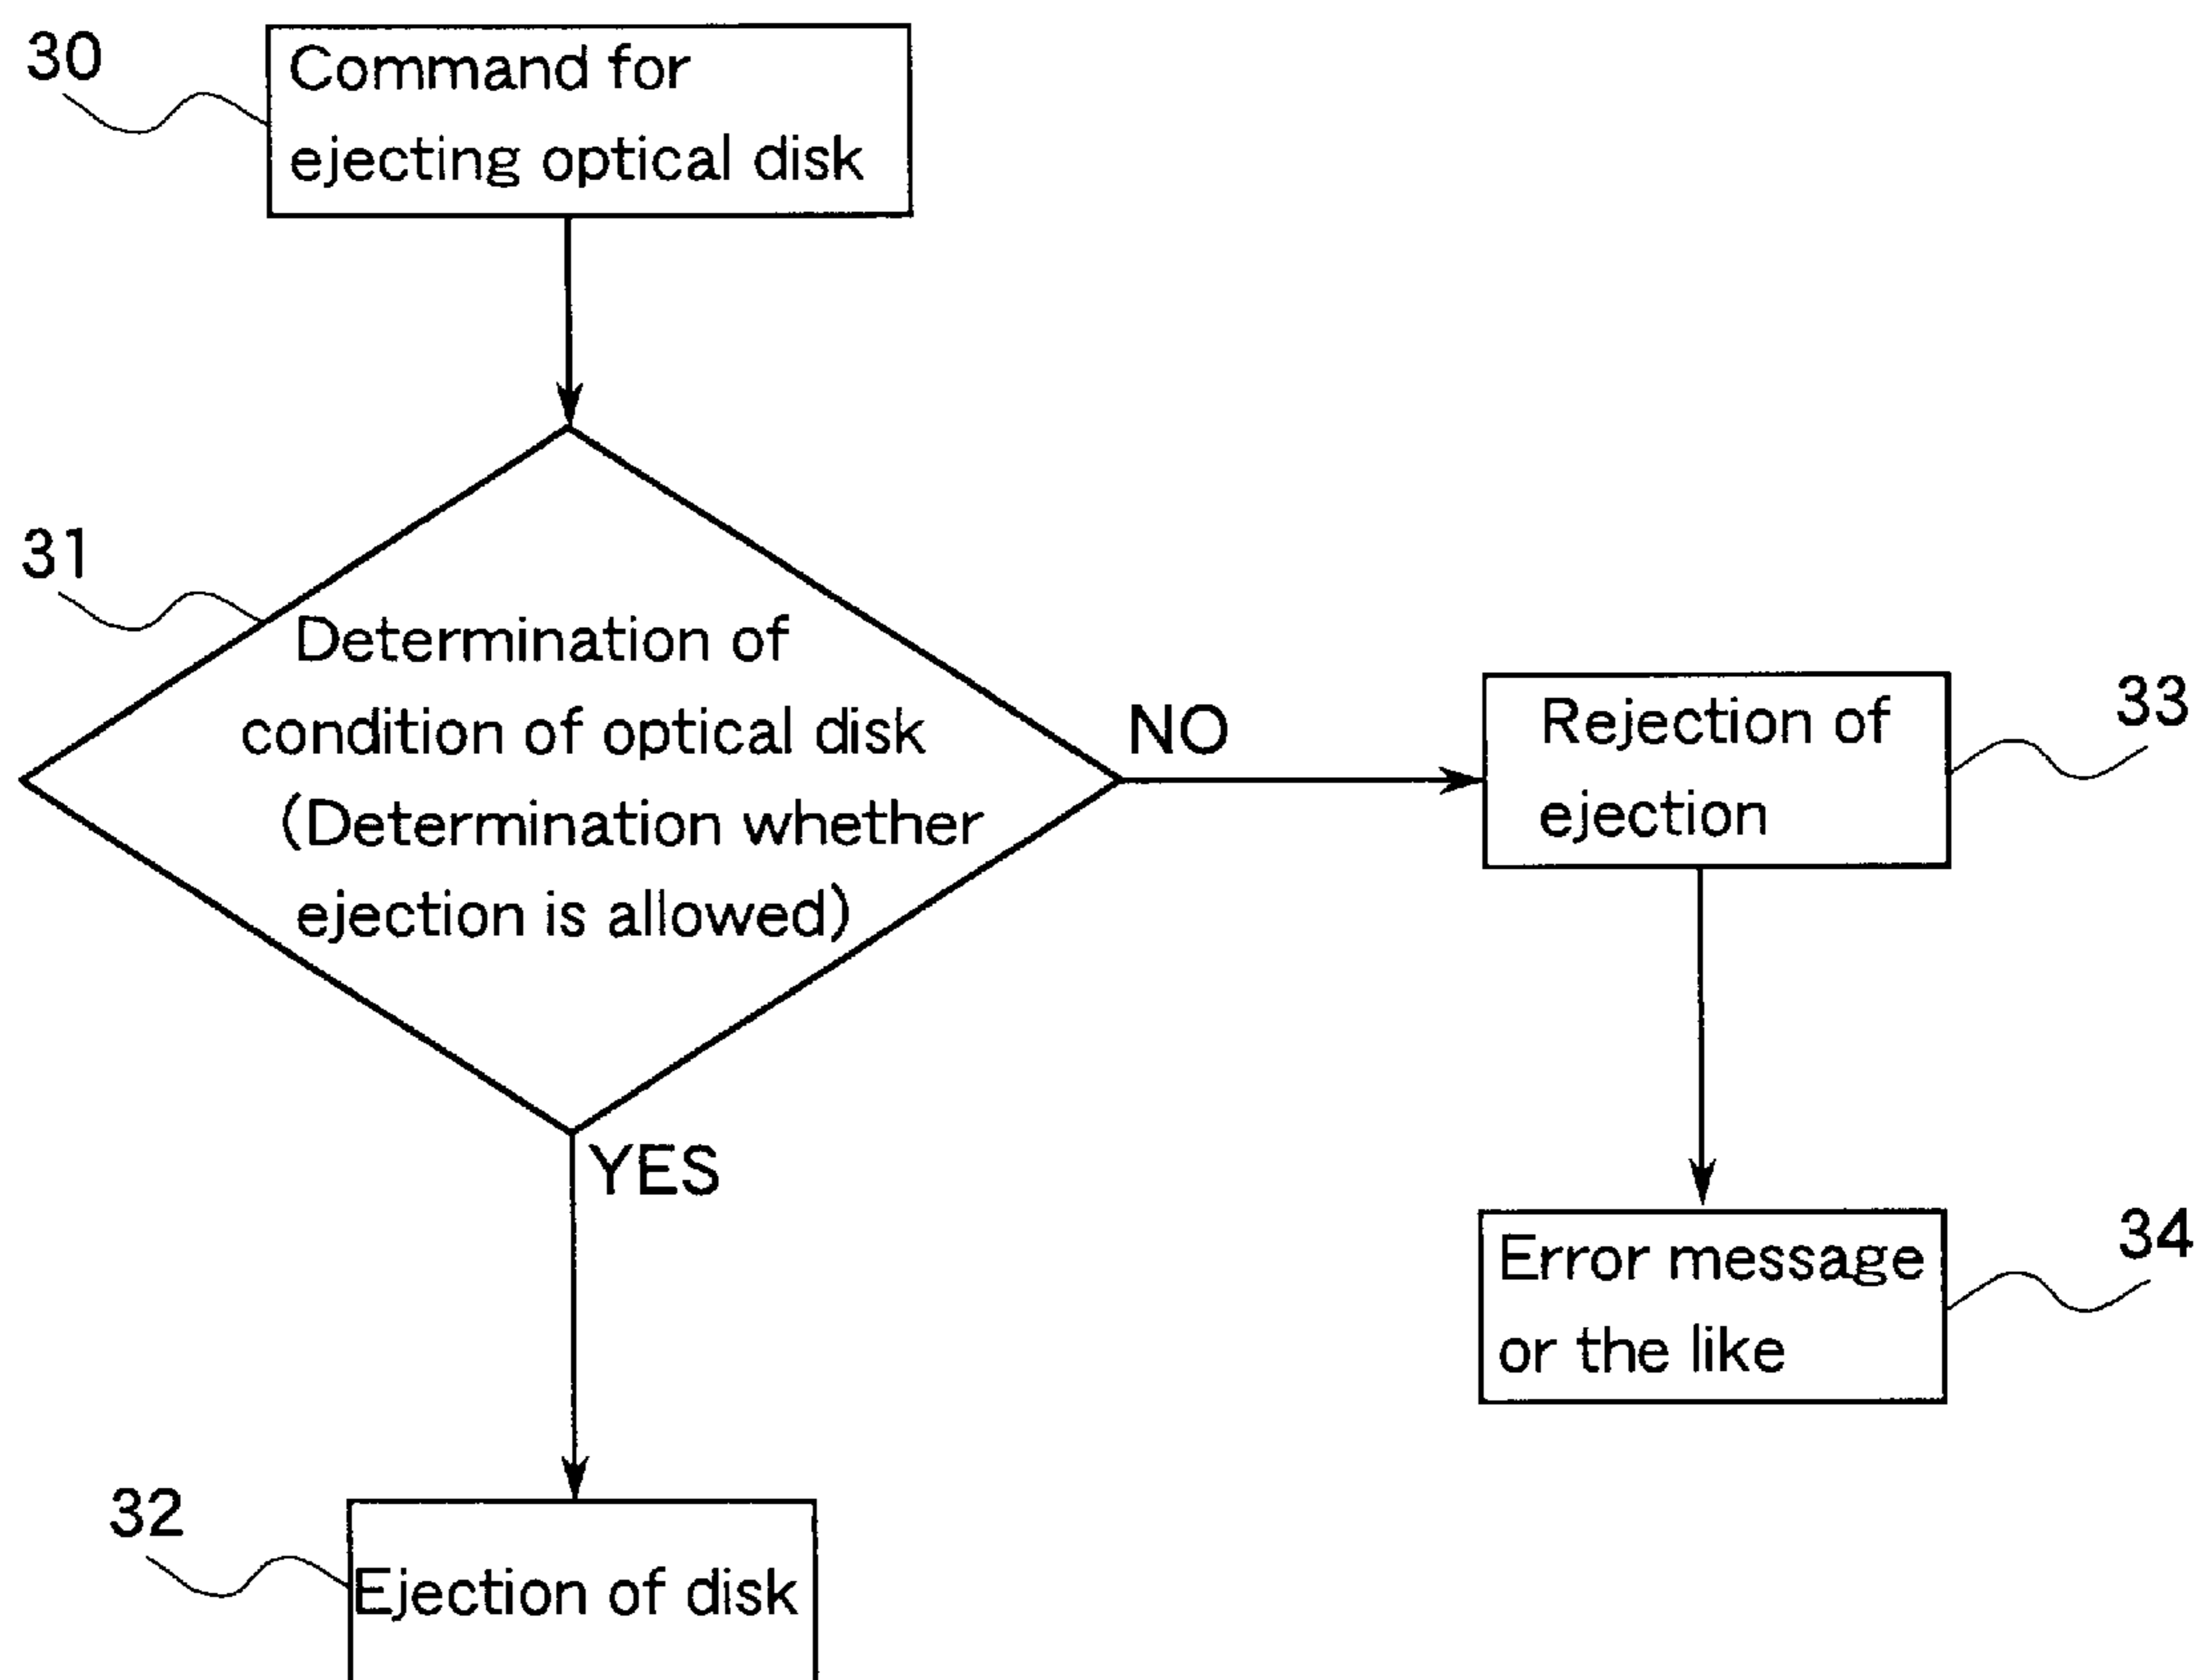 30
Command for
ejecting optical disk
31
Determination of
condition of optical disk
(Determination whether
ejection is allowed)
NO
Rejection of
ejection
33
YES
34
Error message
or the like
32
Ejection of disk